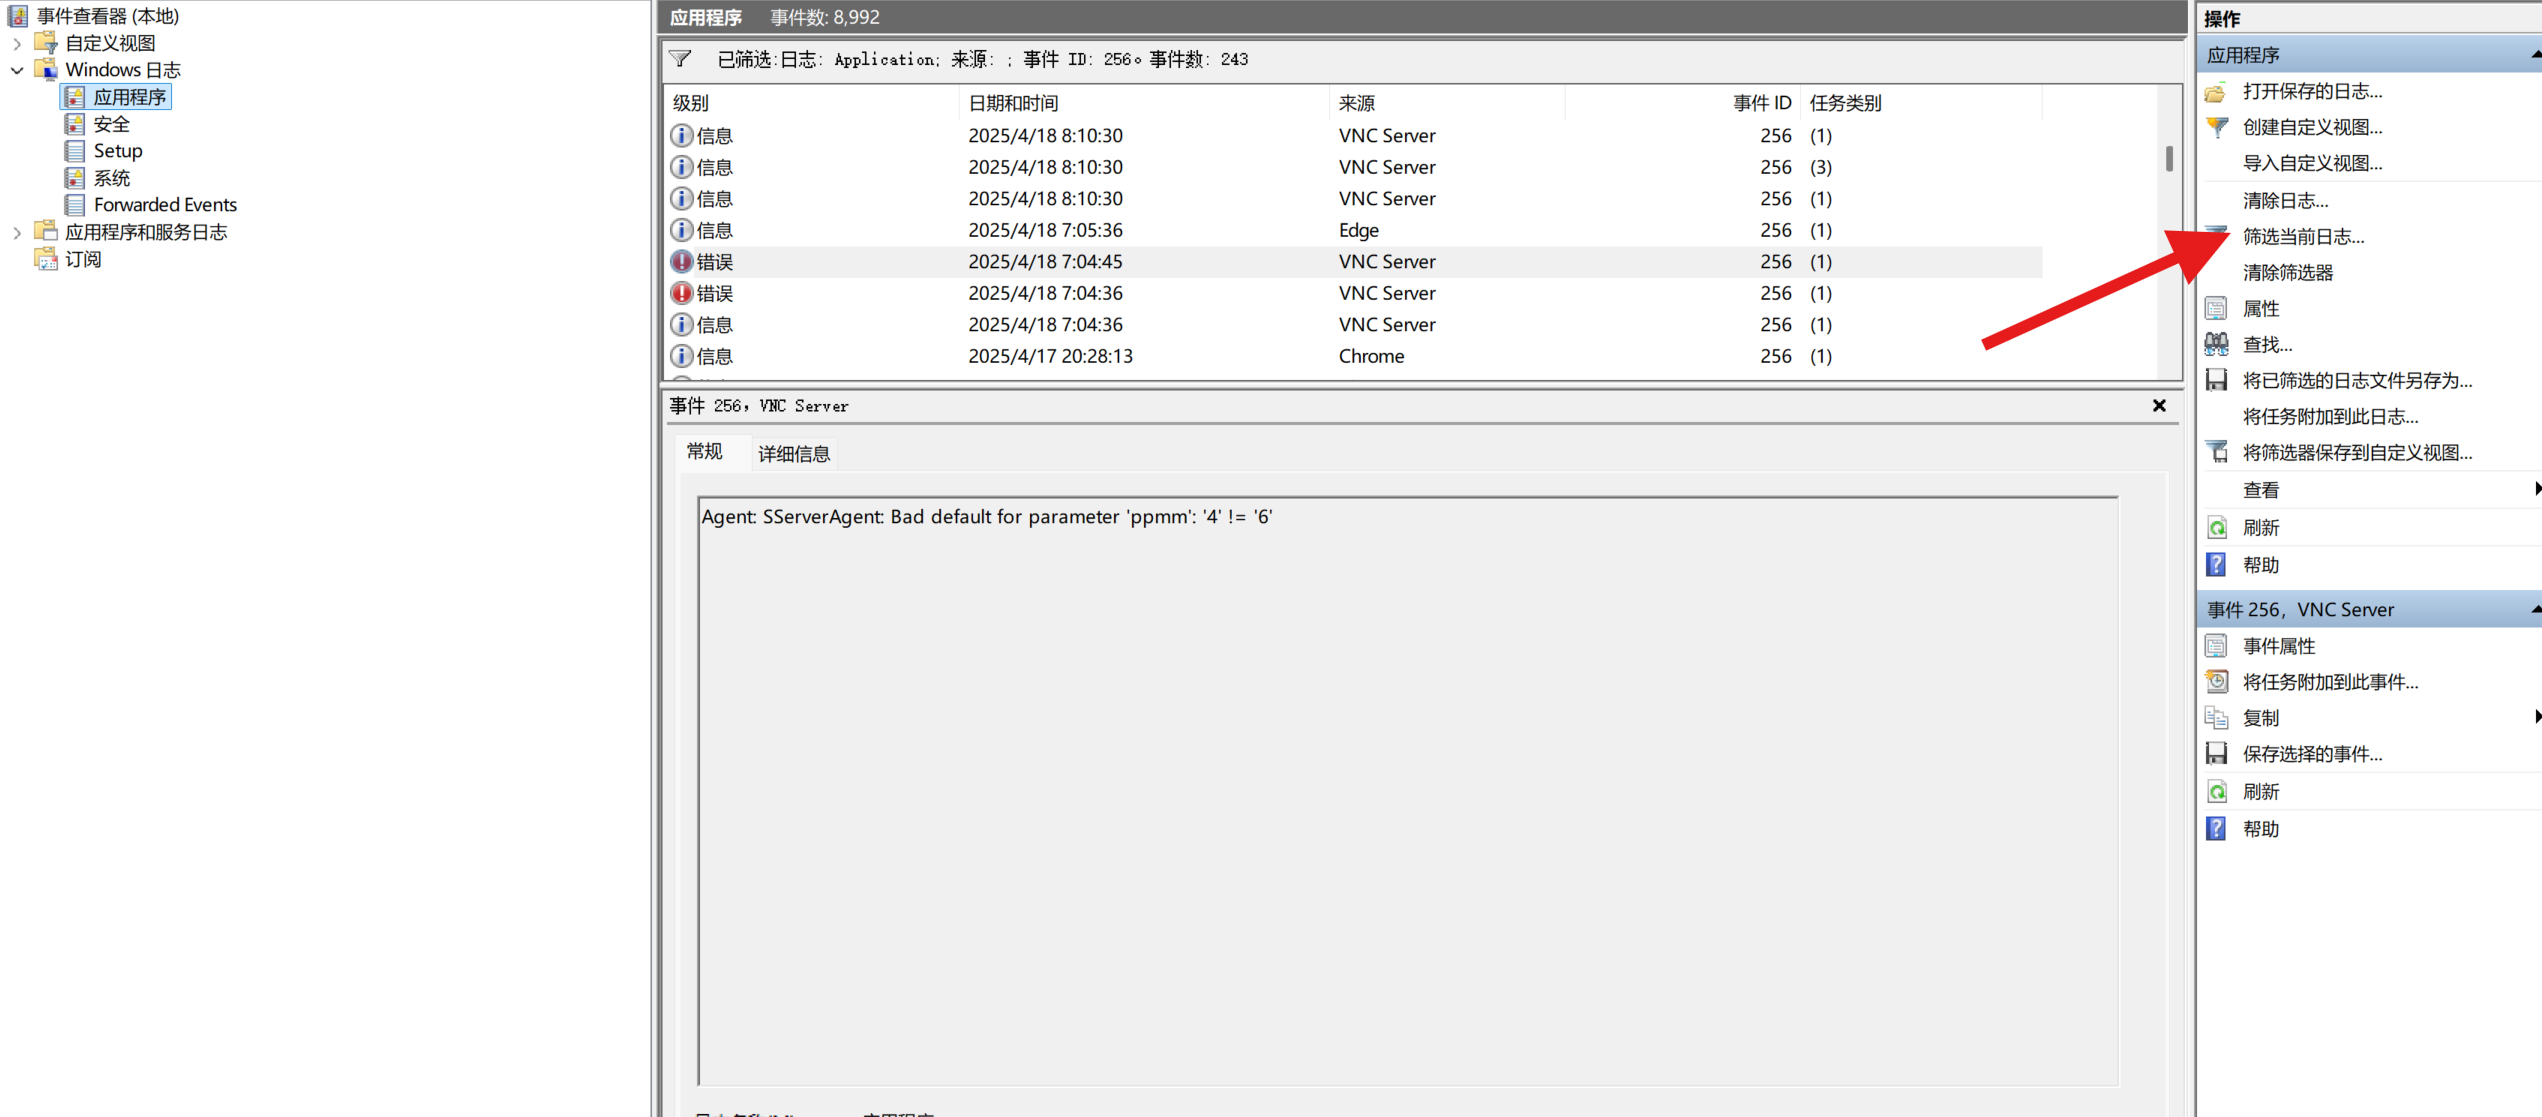 事件查看器 (本地)
自定义视图
Windows 日志
应用程序
安全
Setup
系统
Forwarded Events
应用程序和服务日志
订阅
应用程序 事件数: 8,992
已筛选:日志: Application; 来源: ; 事件 ID: 256。事件数: 243
级别 日期和时间 来源 事件 ID 任务类别
信息 2025/4/18 8:10:30 VNC Server 256 (1)
信息 2025/4/18 8:10:30 VNC Server 256 (3)
信息 2025/4/18 8:10:30 VNC Server 256 (1)
信息 2025/4/18 7:05:36 Edge 256 (1)
错误 2025/4/18 7:04:45 VNC Server 256 (1)
错误 2025/4/18 7:04:36 VNC Server 256 (1)
信息 2025/4/18 7:04:36 VNC Server 256 (1)
信息 2025/4/17 20:28:13 Chrome 256 (1)
事件 256，VNC Server
常规 详细信息
Agent: SServerAgent: Bad default for parameter 'ppmm': '4' != '6'
操作
应用程序
打开保存的日志...
创建自定义视图...
导入自定义视图...
清除日志...
筛选当前日志...
清除筛选器
属性
查找...
将已筛选的日志文件另存为...
将任务附加到此日志...
将筛选器保存到自定义视图...
查看
刷新
帮助
事件 256，VNC Server
事件属性
将任务附加到此事件...
复制
保存选择的事件...
刷新
帮助